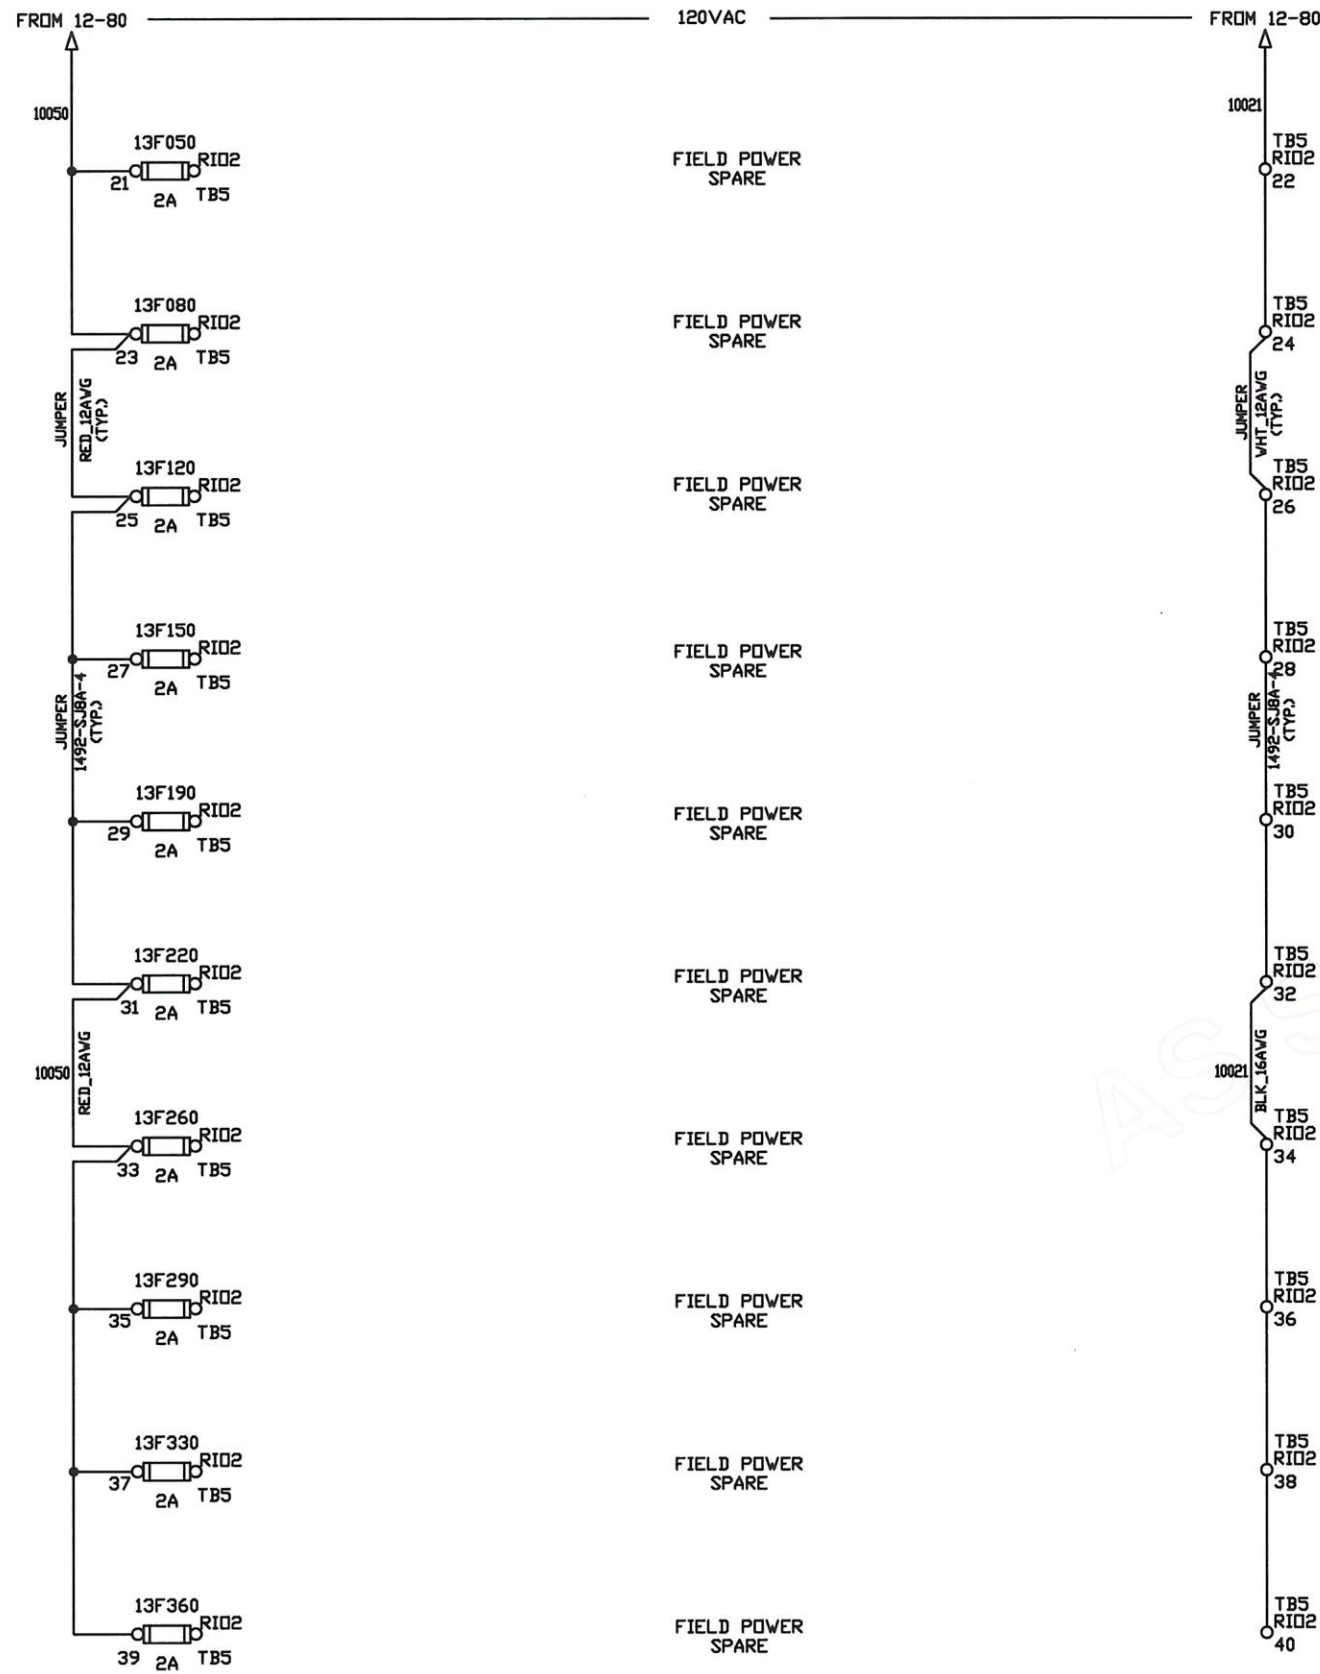 FROM 12-80 120VAC FROM 12-80
10050
10021
13F050
RIO2
21
2A
TB5
FIELD POWER
SPARE
TB5
RIO2
22
13F080
RIO2
23
2A
TB5
FIELD POWER
SPARE
TB5
RIO2
24
JUMPER
RED_12AWG
(TYP.)
JUMPER
WHT_12AWG
(TYP.)
13F120
RIO2
25
2A
TB5
FIELD POWER
SPARE
TB5
RIO2
26
13F150
RIO2
27
2A
TB5
FIELD POWER
SPARE
TB5
RIO2
28
JUMPER
1492-SJ8A-4
(TYP.)
JUMPER
1492-SJ8A-4
(TYP.)
13F190
RIO2
29
2A
TB5
FIELD POWER
SPARE
TB5
RIO2
30
13F220
RIO2
31
2A
TB5
FIELD POWER
SPARE
TB5
RIO2
32
10050
RED_12AWG
10021
BLK_16AWG
13F260
RIO2
33
2A
TB5
FIELD POWER
SPARE
TB5
RIO2
34
13F290
RIO2
35
2A
TB5
FIELD POWER
SPARE
TB5
RIO2
36
13F330
RIO2
37
2A
TB5
FIELD POWER
SPARE
TB5
RIO2
38
13F360
RIO2
39
2A
TB5
FIELD POWER
SPARE
TB5
RIO2
40